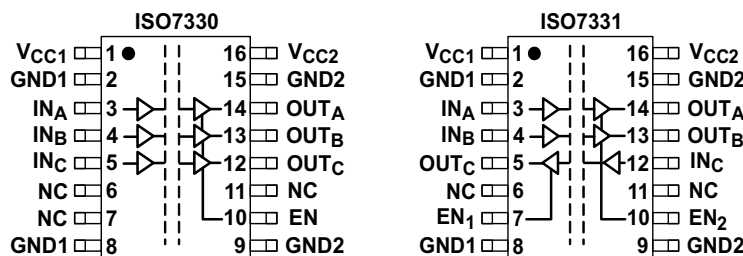 ISO7330
VCC1 1 16 VCC2
GND1 2 15 GND2
INA 3 14 OUTA
INB 4 13 OUTB
INC 5 12 OUTC
NC 6 11 NC
NC 7 10 EN
GND1 8 9 GND2
ISO7331
VCC1 1 16 VCC2
GND1 2 15 GND2
INA 3 14 OUTA
INB 4 13 OUTB
OUTC 5 12 INC
NC 6 11 NC
EN1 7 10 EN2
GND1 8 9 GND2